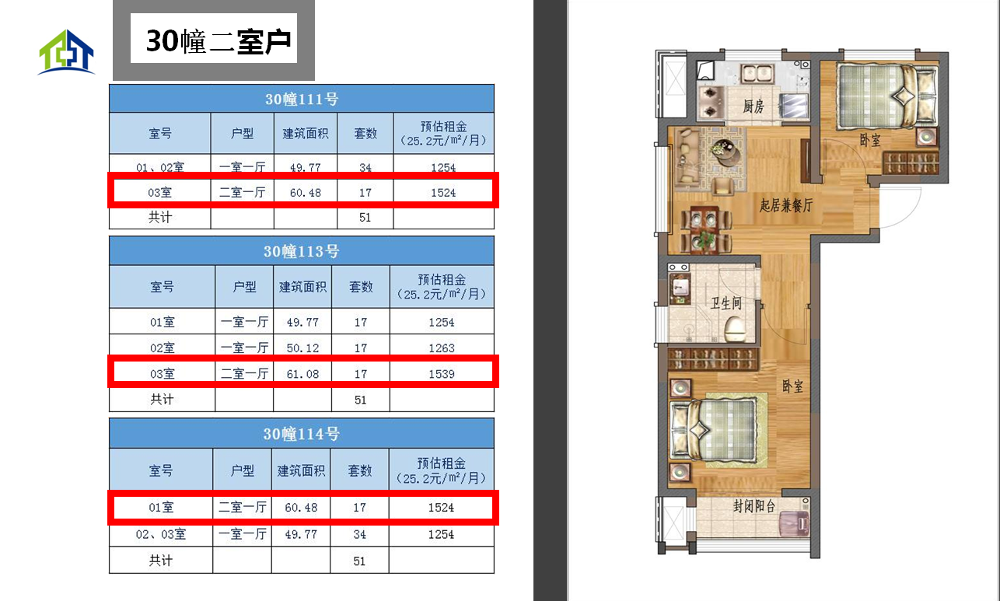 30幢二室户
30幢111号
室号 户型 建筑面积 套数 预估租金
(25.2元/㎡/月)
01、02室 一室一厅 49.77 34 1254
03室 二室一厅 60.48 17 1524
共计 51
30幢113号
室号 户型 建筑面积 套数 预估租金
(25.2元/㎡/月)
01室 一室一厅 49.77 17 1254
02室 一室一厅 50.12 17 1263
03室 二室一厅 61.08 17 1539
共计 51
30幢114号
室号 户型 建筑面积 套数 预估租金
(25.2元/㎡/月)
01室 二室一厅 60.48 17 1524
02、03室 一室一厅 49.77 34 1254
共计 51
厨房
卧室
起居兼餐厅
卫生间
卧室
封闭阳台